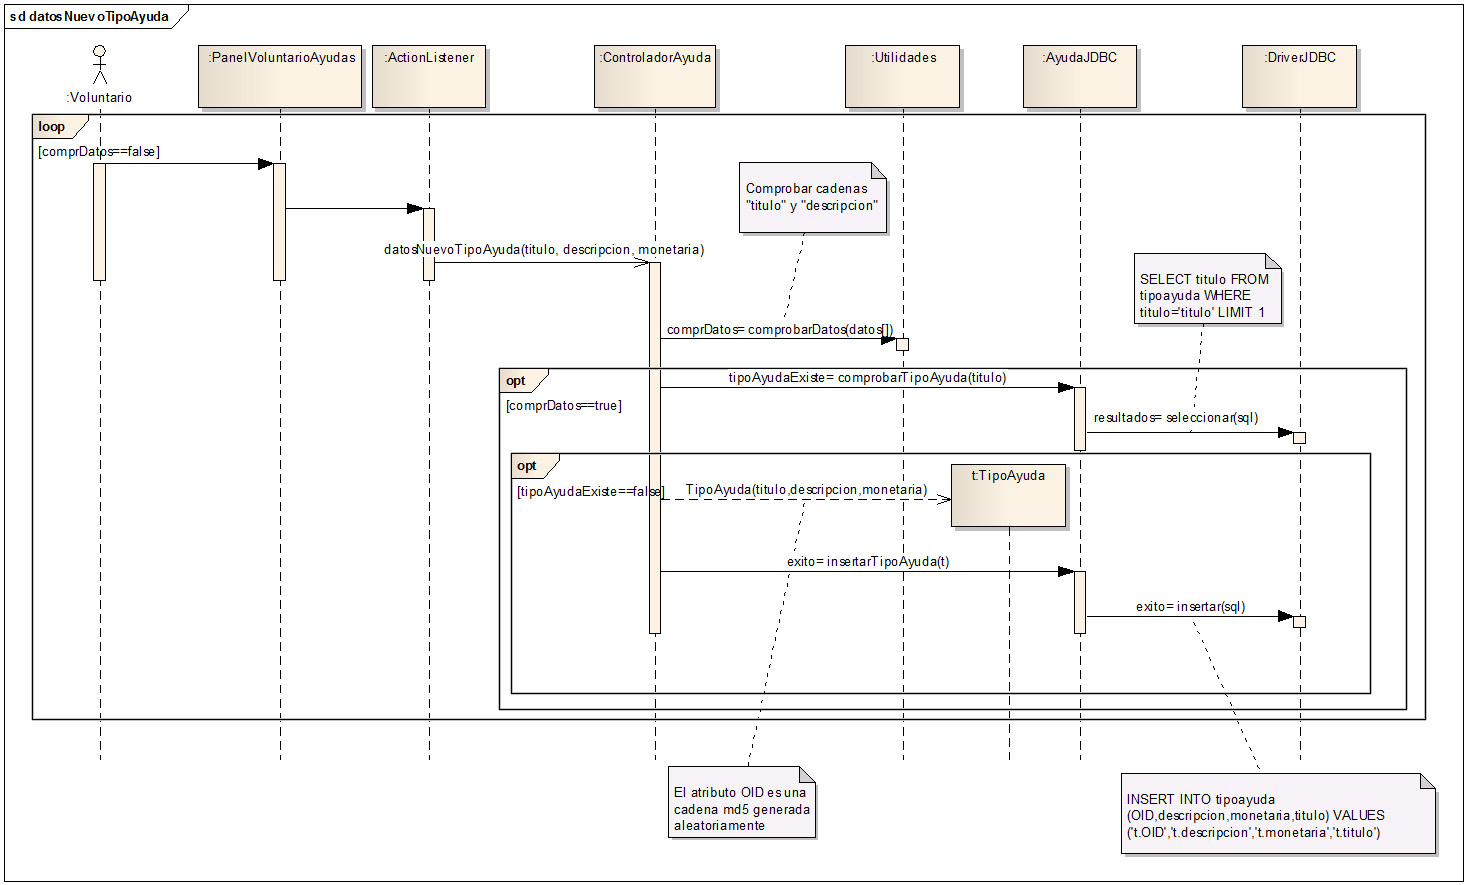 sd datosNuevoTipoAyuda
:Voluntario
:PanelVoluntarioAyudas
:ActionListener
:ControladorAyuda
:Utilidades
:AyudaJDBC
:DriverJDBC
loop
[comprDatos==false]
Comprobar cadenas
"titulo" y "descripcion"
datosNuevoTipoAyuda(titulo, descripcion, monetaria)
SELECT titulo FROM
tipoayuda WHERE
titulo='titulo' LIMIT 1
comprDatos= comprobarDatos(datos[])
opt
[comprDatos==true]
tipoAyudaExiste= comprobarTipoAyuda(titulo)
resultados= seleccionar(sql)
opt
[tipoAyudaExiste==false]
TipoAyuda(titulo,descripcion,monetaria)
t:TipoAyuda
exito= insertarTipoAyuda(t)
exito= insertar(sql)
El atributo OID es una
cadena md5 generada
aleatoriamente
INSERT INTO tipoayuda
(OID,descripcion,monetaria,titulo) VALUES
('t.OID','t.descripcion','t.monetaria','t.titulo')